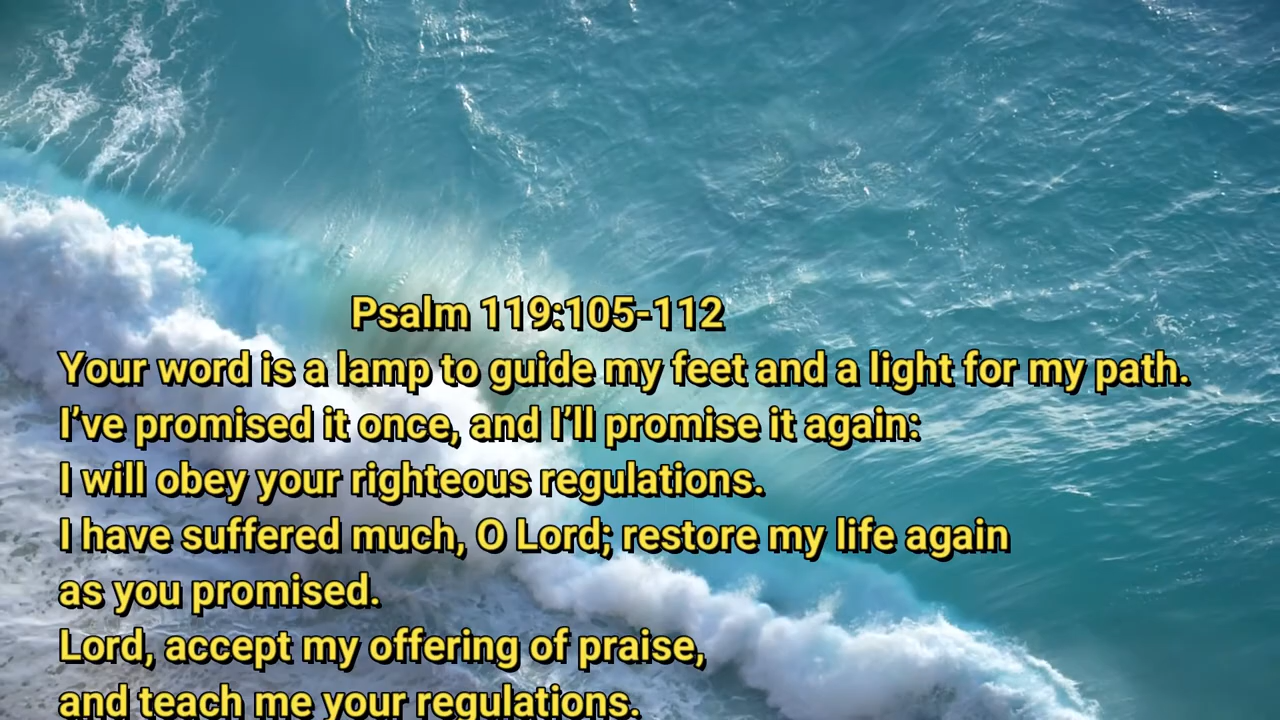 Psalm 119:105-112
Your word is a lamp to guide my feet and a light for my path.
I’ve promised it once, and I’ll promise it again:
I will obey your righteous regulations.
I have suffered much, O Lord; restore my life again
as you promised.
Lord, accept my offering of praise,
and teach me your regulations.